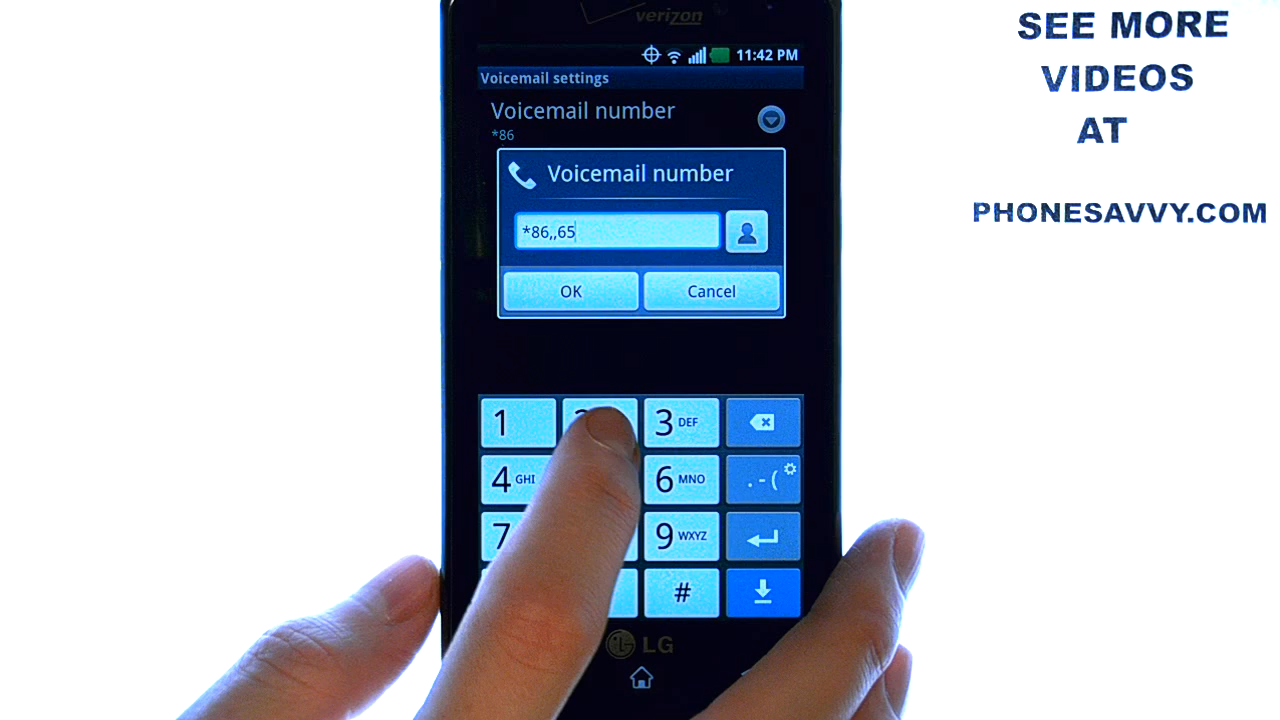 verizon
11:42 PM
Voicemail settings
Voicemail number
*86
Voicemail number
*86,,65
OK
Cancel
1
3 DEF
4 GHI
6 MNO
. - (
7
9 WXYZ
#
LG
SEE MORE
VIDEOS
AT
PHONESAVVY.COM